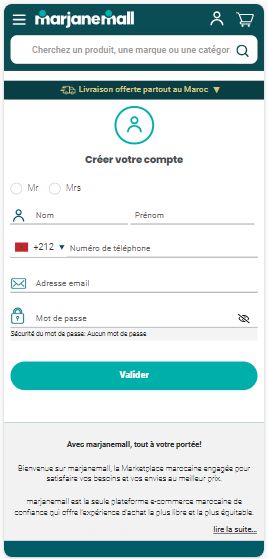 marjanemall
Cherchez un produit, une marque ou une catégor
Livraison offerte partout au Maroc
Créer votre compte
Mr Mrs
Nom Prénom
+212 Numéro de téléphone
Adresse email
Mot de passe
Sécurité du mot de passe: Aucun mot de passe
Valider
Avec marjanemall, tout à votre portée!
Bienvenue sur marjanemall, la Marketplace marocaine engagée pour
satisfaire vos besoins et vos envies au meilleur prix.
marjanemall est la seule plateforme e-commerce marocaine de
confiance qui offre l'expérience d'achat la plus libre et la plus équitable.
lire la suite...